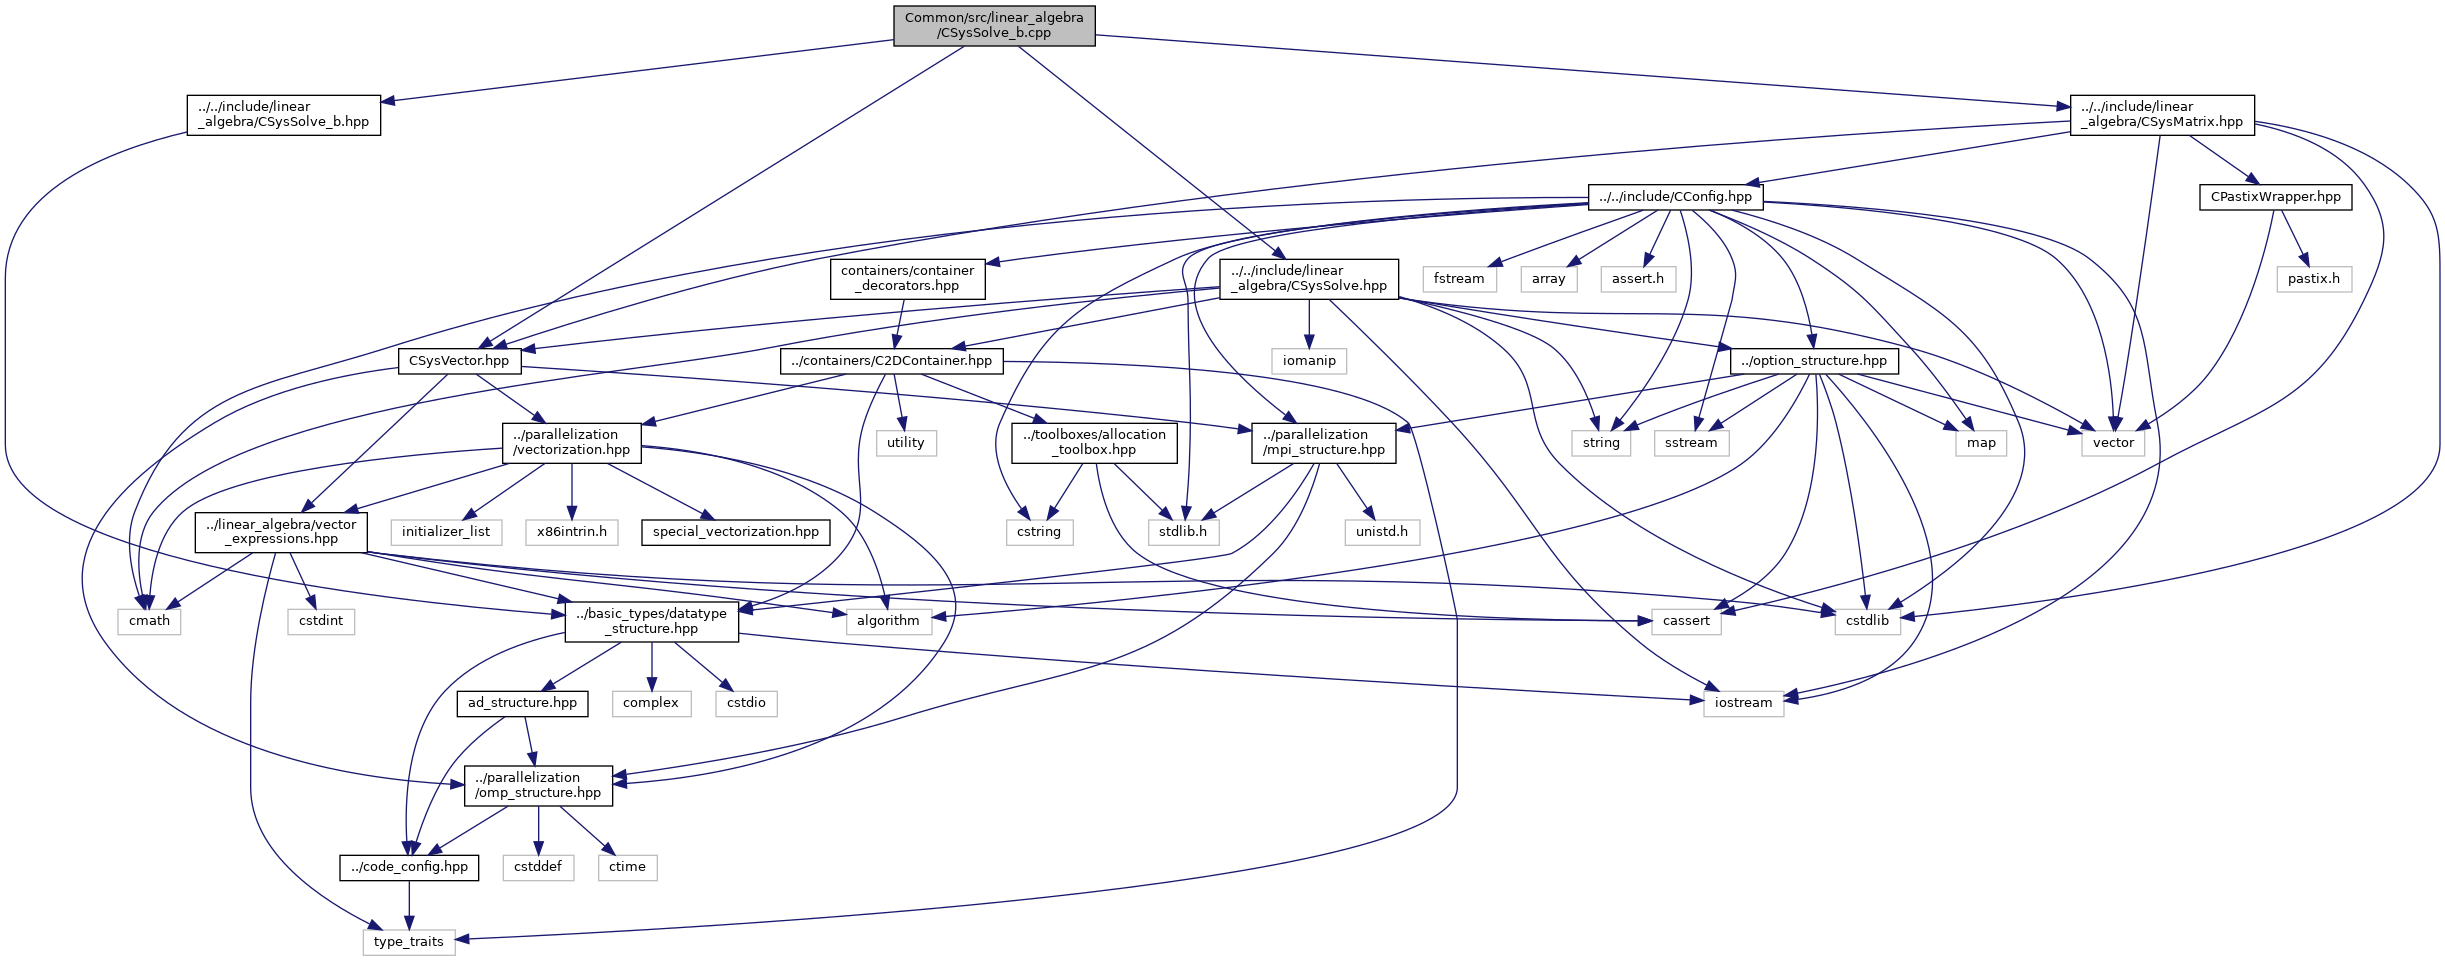 Common/src/linear_algebra
/CSysSolve_b.cpp
../../include/linear
_algebra/CSysSolve_b.hpp
../../include/linear
_algebra/CSysMatrix.hpp
../../include/CConfig.hpp
CPastixWrapper.hpp
containers/container
_decorators.hpp
../../include/linear
_algebra/CSysSolve.hpp
fstream
array
assert.h
pastix.h
CSysVector.hpp
../containers/C2DContainer.hpp
iomanip
../option_structure.hpp
../parallelization
/vectorization.hpp
utility
../toolboxes/allocation
_toolbox.hpp
../parallelization
/mpi_structure.hpp
string
sstream
map
vector
../linear_algebra/vector
_expressions.hpp
initializer_list
x86intrin.h
special_vectorization.hpp
cstring
stdlib.h
unistd.h
cmath
cstdint
../basic_types/datatype
_structure.hpp
algorithm
cassert
cstdlib
ad_structure.hpp
complex
cstdio
iostream
../parallelization
/omp_structure.hpp
../code_config.hpp
cstddef
ctime
type_traits